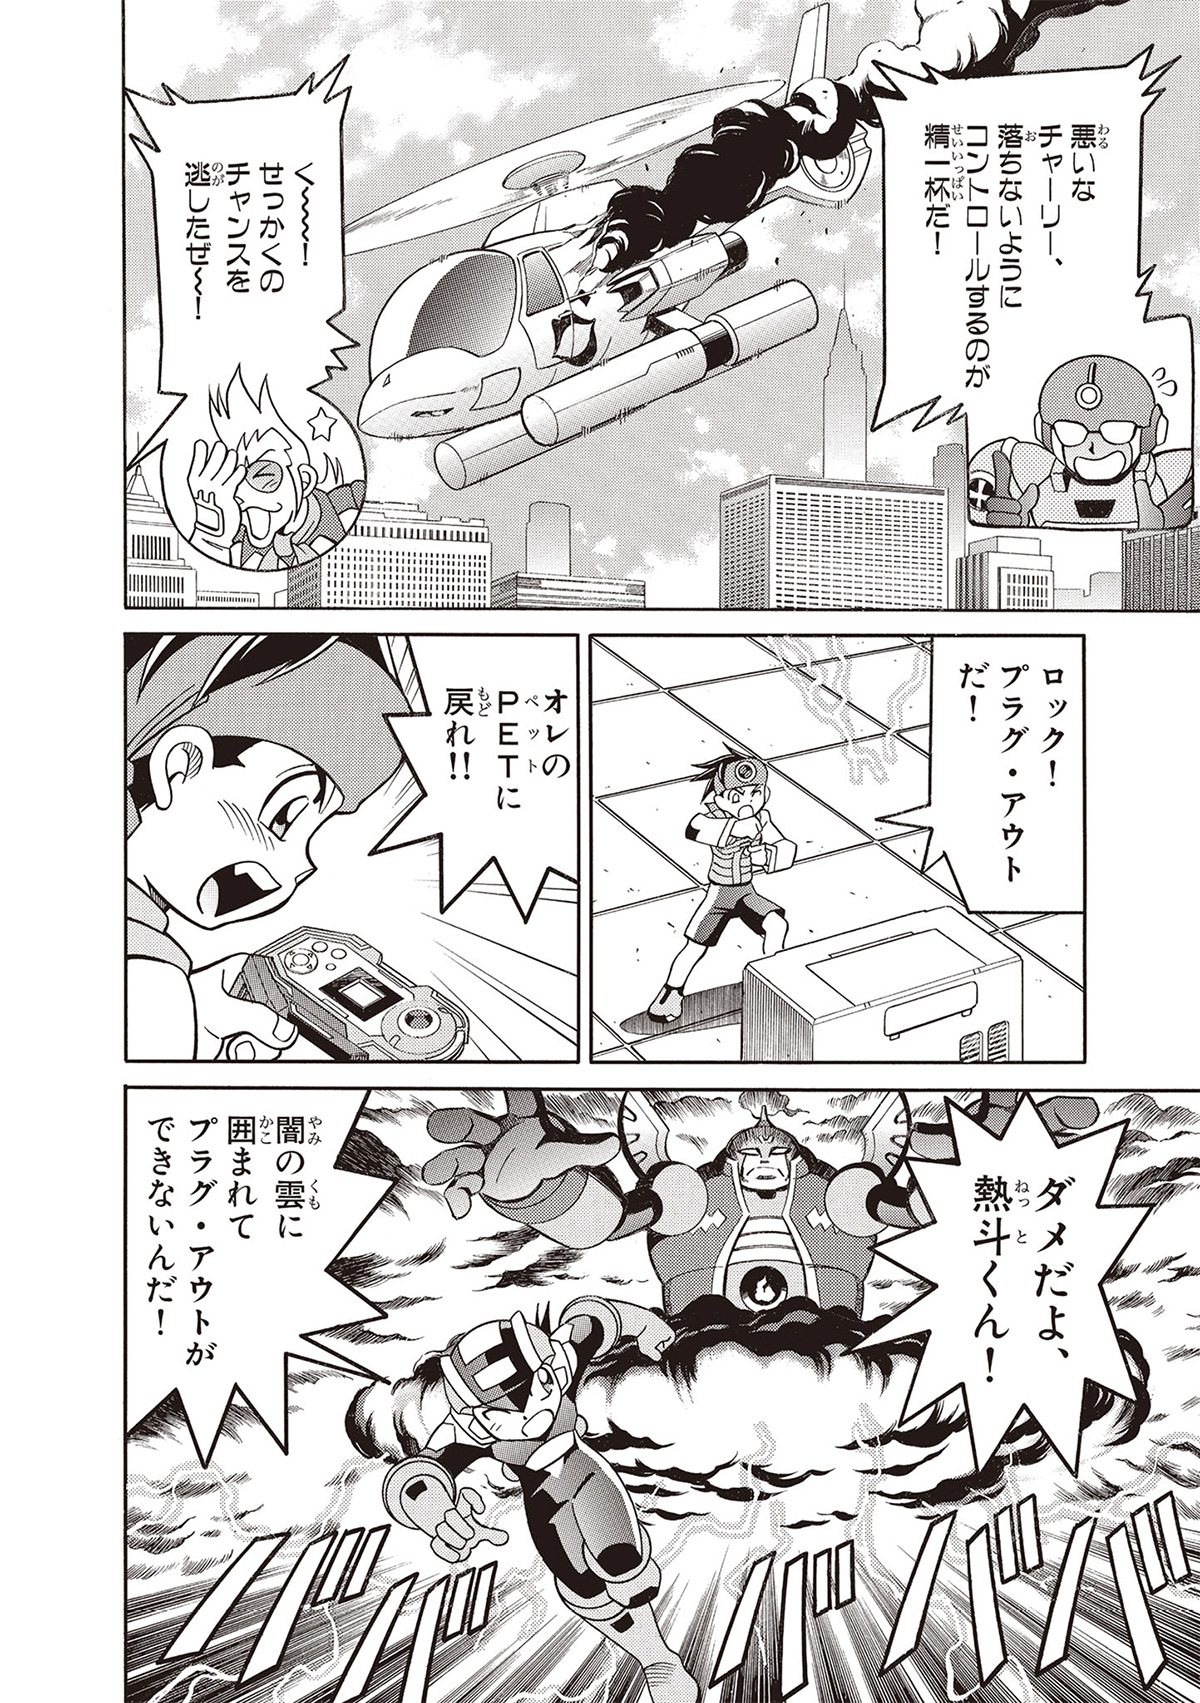 悪いな
チャーリー、
落ちないように
コントロールするのが
精一杯だ!
く〜〜〜!
せっかくの
チャンスを
逃したぜ〜〜!
ロック!
プラグ・アウト
だ!
オレの
PETに
戻れ!!
ダメだよ、
熱斗くん!
闇の雲に
囲まれて
プラグ・アウトが
できないんだ!
バババ
バババ